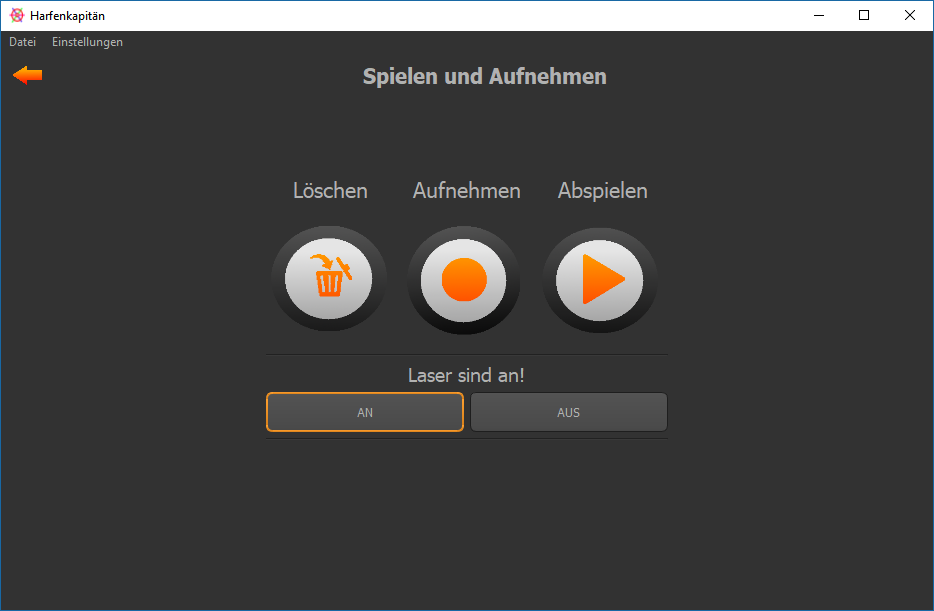 Harfenkapitän
Datei Einstellungen
Spielen und Aufnehmen
Löschen Aufnehmen Abspielen
Laser sind an!
AN AUS